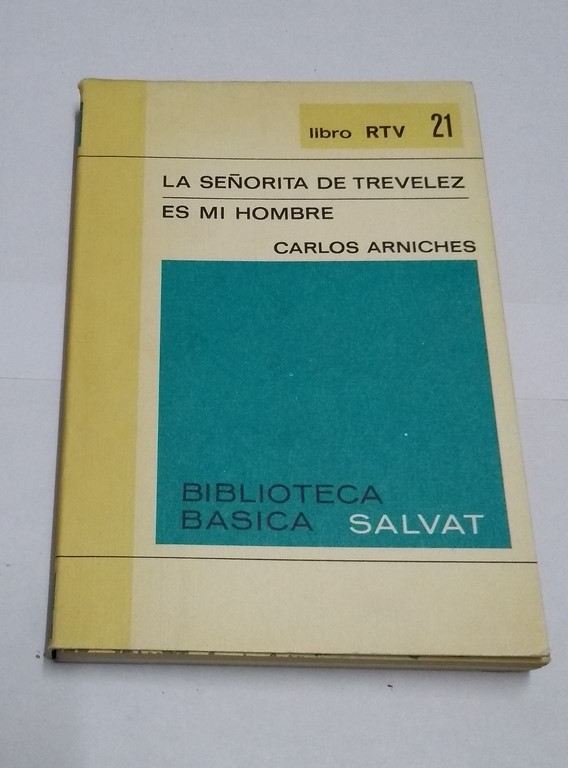 libro RTV 21
LA SEÑORITA DE TREVELEZ
ES MI HOMBRE
CARLOS ARNICHES
BIBLIOTECA
BASICA SALVAT